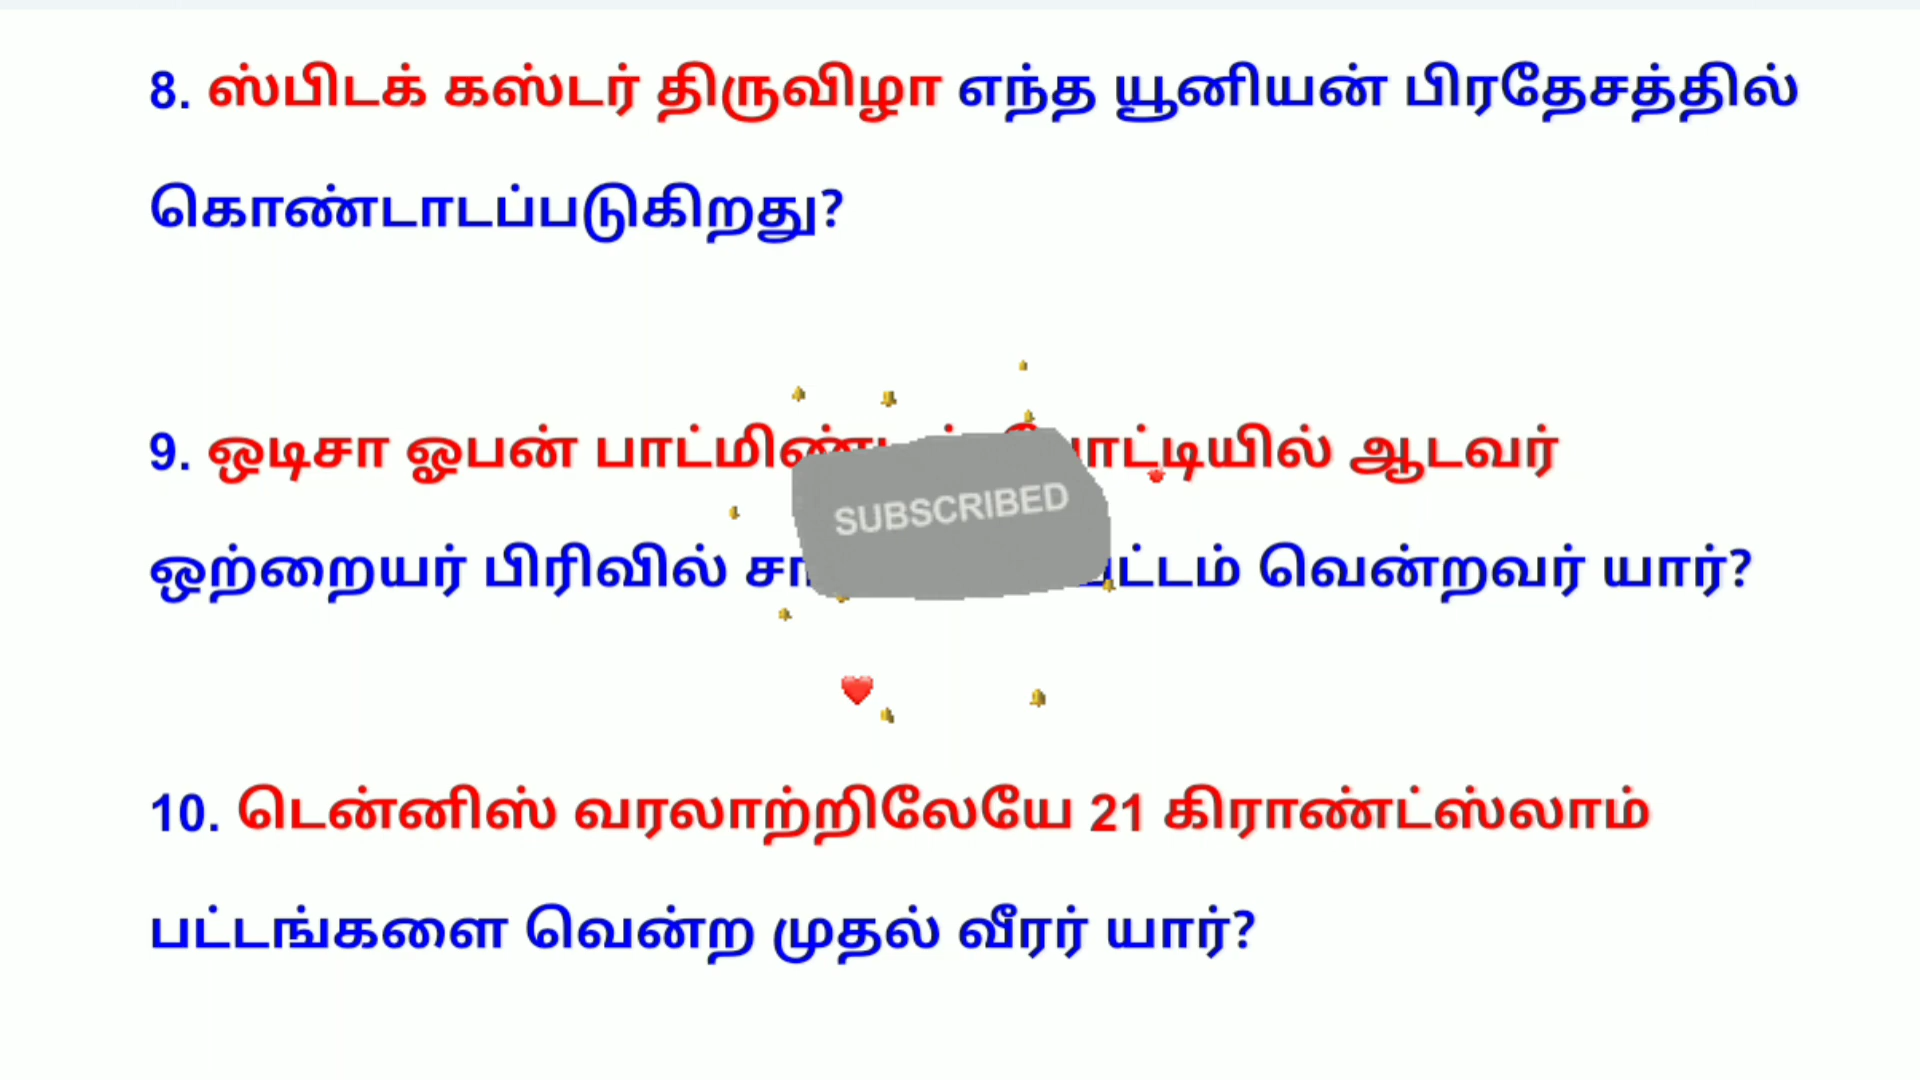 8. ஸ்பிடக் கஸ்டர் திருவிழா எந்த யூனியன் பிரதேசத்தில்
கொண்டாடப்படுகிறது?
9. ஒடிசா ஓபன் பாட்மிண்டன் போட்டியில் ஆடவர்
SUBSCRIBED
ஒற்றையர் பிரிவில் வென்றவர் யார்?
10. டென்னிஸ் வரலாற்றிலேயே 21 கிராண்ட்ஸ்லாம்
பட்டங்களை வென்ற முதல் வீரர் யார்?